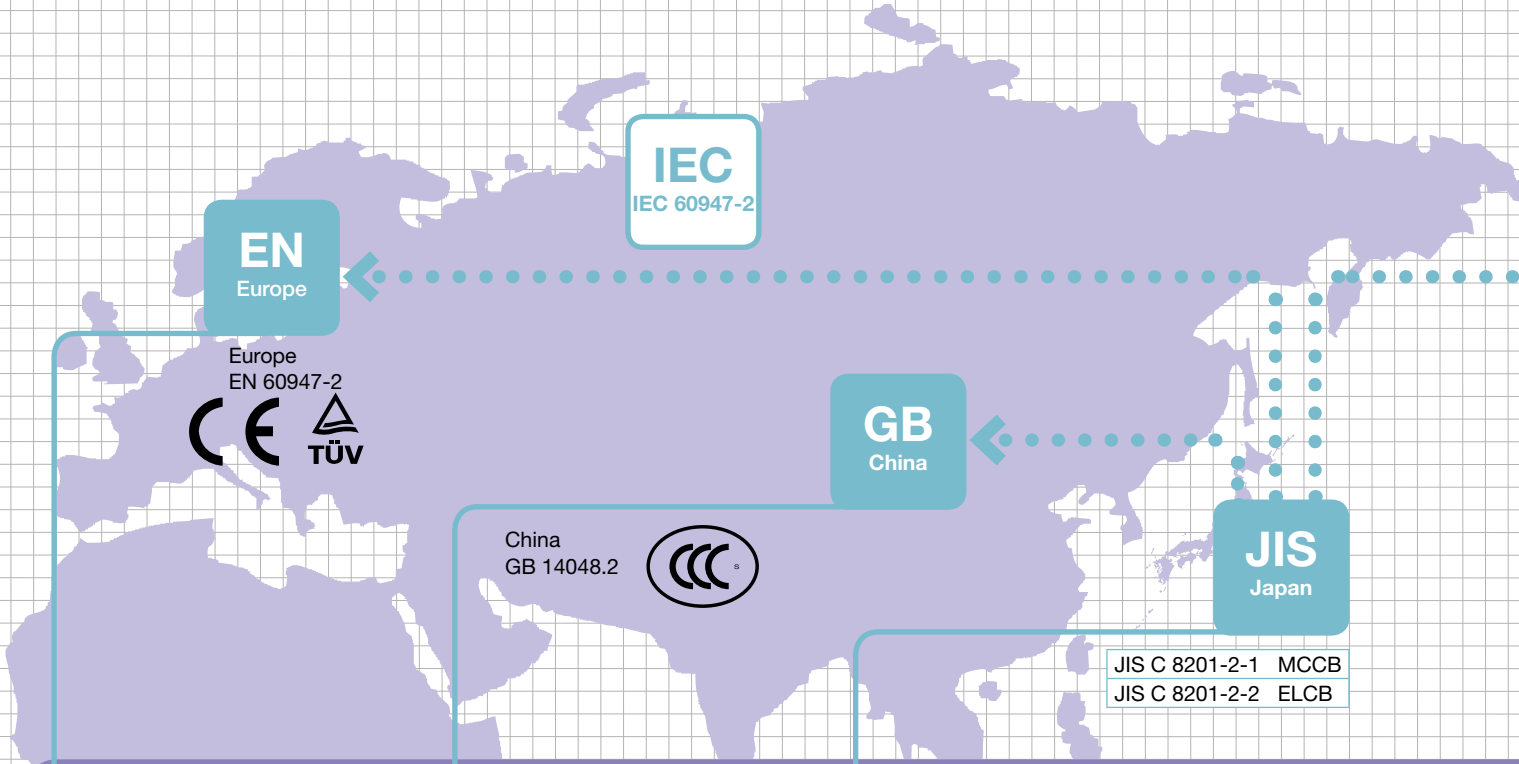 IEC
IEC 60947-2
EN
Europe
Europe
EN 60947-2
CE
TÜV
GB
China
China
GB 14048.2
CCC S
JIS
Japan
JIS C 8201-2-1 MCCB
JIS C 8201-2-2 ELCB